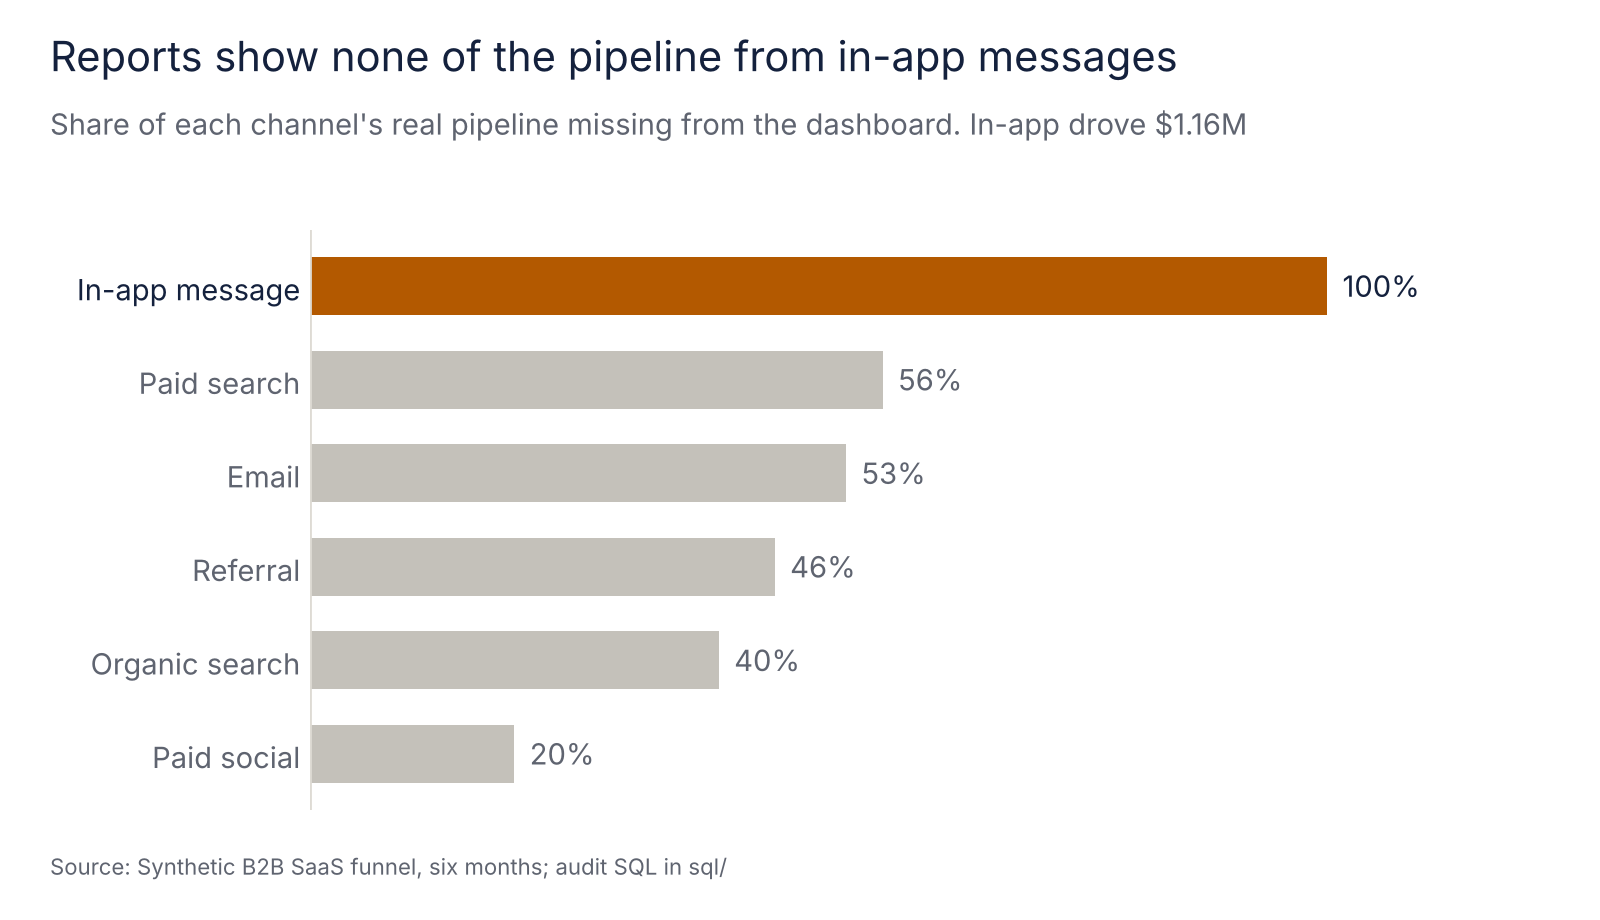 Reports show none of the pipeline from in-app messages
Share of each channel's real pipeline missing from the dashboard. In-app drove $1.16M
In-app message 100%
Paid search 56%
Email 53%
Referral 46%
Organic search 40%
Paid social 20%
Source: Synthetic B2B SaaS funnel, six months; audit SQL in sql/